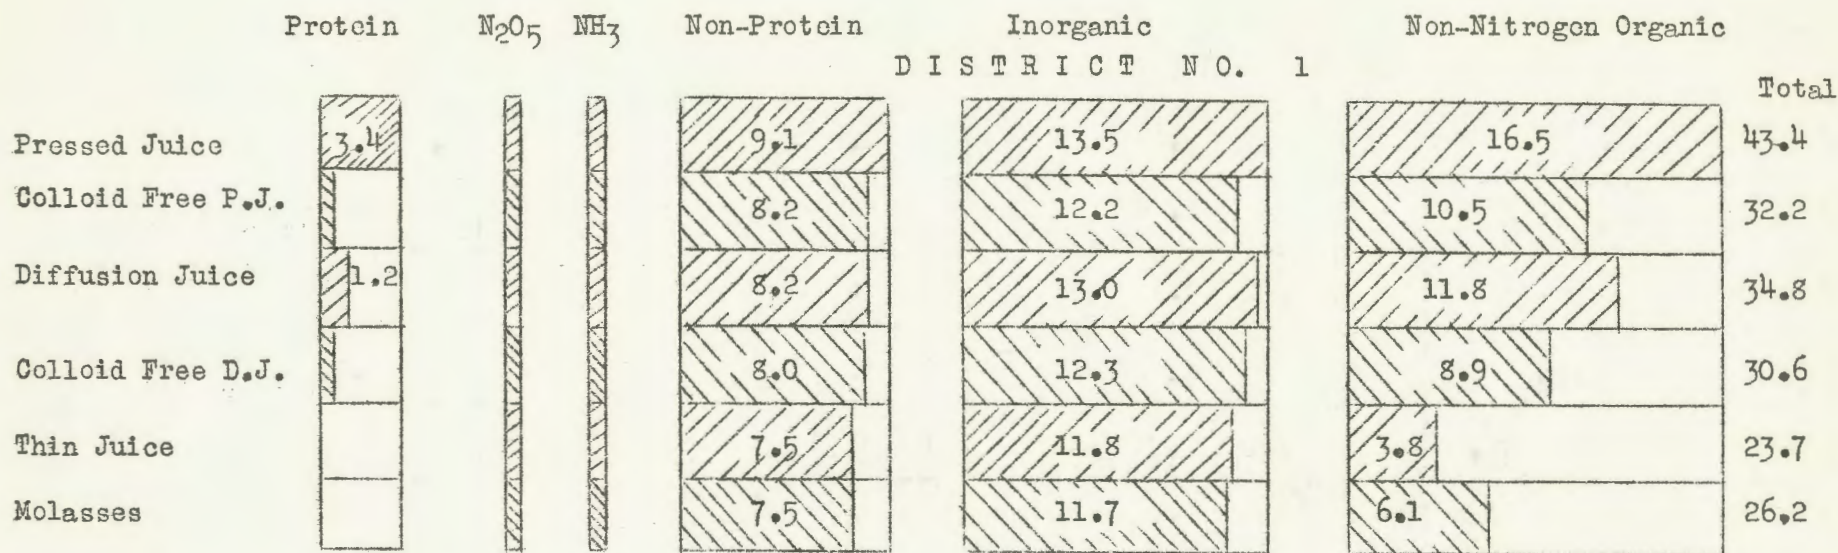 Protein N₂O₅ NH₃ Non-Protein Inorganic Non-Nitrogen Organic
DISTRICT NO. 1
Total
Pressed Juice 3.4 9.1 13.5 16.5 43.4
Colloid Free P.J. 8.2 12.2 10.5 32.2
Diffusion Juice 1.2 8.2 13.0 11.8 34.8
Colloid Free D.J. 8.0 12.3 8.9 30.6
Thin Juice 7.5 11.8 3.8 23.7
Molasses 7.5 11.7 6.1 26.2